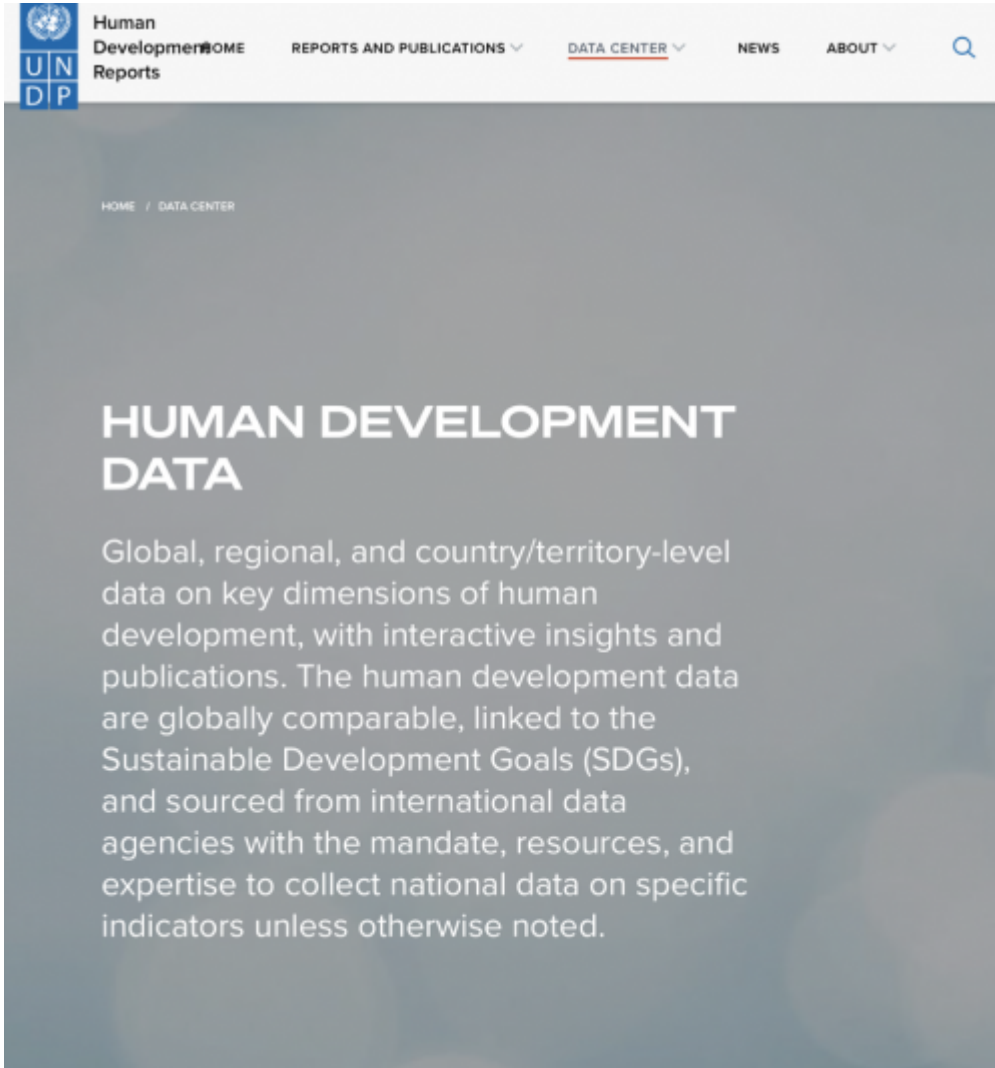 Human
Development
Reports
U N
D P
HOME
REPORTS AND PUBLICATIONS
DATA CENTER
NEWS
ABOUT
HOME / DATA CENTER
HUMAN DEVELOPMENT
DATA
Global, regional, and country/territory-level
data on key dimensions of human
development, with interactive insights and
publications. The human development data
are globally comparable, linked to the
Sustainable Development Goals (SDGs),
and sourced from international data
agencies with the mandate, resources, and
expertise to collect national data on specific
indicators unless otherwise noted.